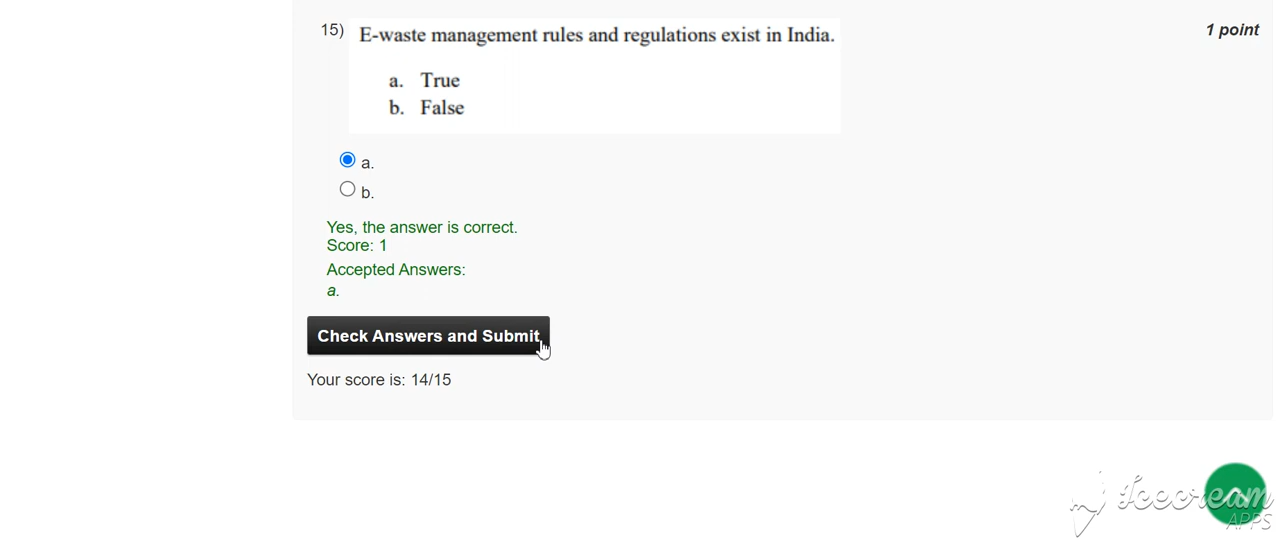 15) E-waste management rules and regulations exist in India. 1 point
a. True
b. False
a.
b.
Yes, the answer is correct.
Score: 1
Accepted Answers:
a.
Check Answers and Submit
Your score is: 14/15
Icecream
APPS